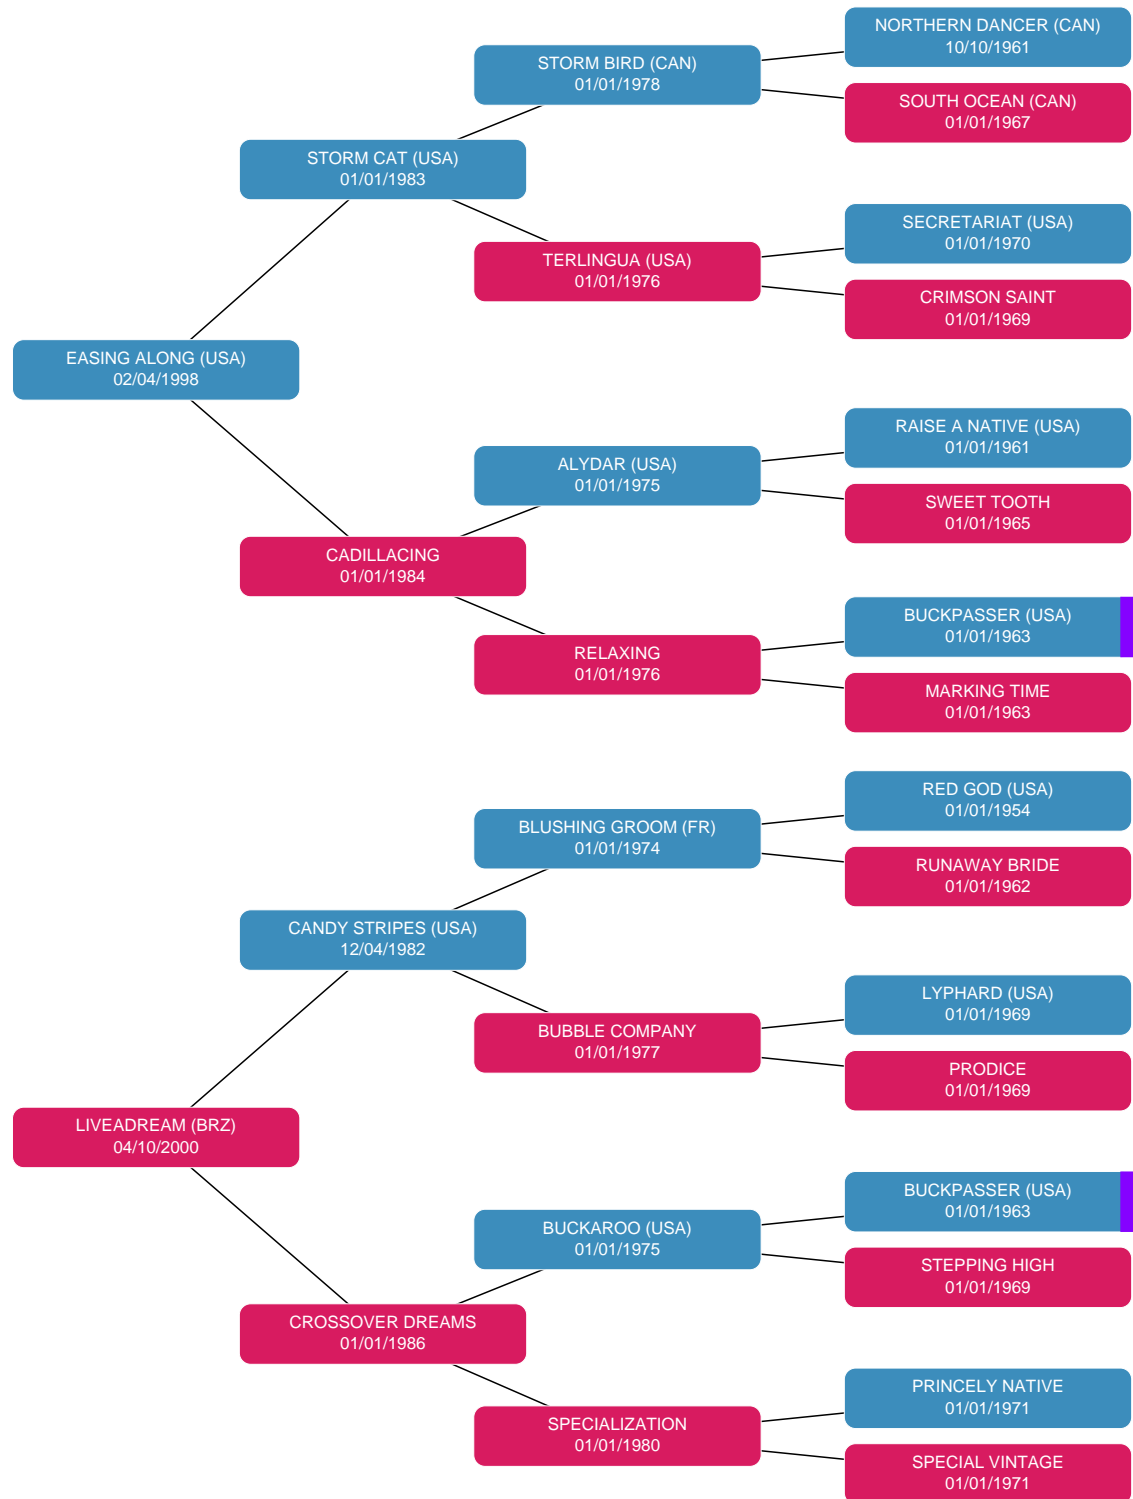 NORTHERN DANCER (CAN)
10/10/1961
STORM BIRD (CAN)
01/01/1978
SOUTH OCEAN (CAN)
01/01/1967
STORM CAT (USA)
01/01/1983
SECRETARIAT (USA)
01/01/1970
TERLINGUA (USA)
01/01/1976
CRIMSON SAINT
01/01/1969
EASING ALONG (USA)
02/04/1998
RAISE A NATIVE (USA)
01/01/1961
ALYDAR (USA)
01/01/1975
SWEET TOOTH
01/01/1965
CADILLACING
01/01/1984
BUCKPASSER (USA)
01/01/1963
RELAXING
01/01/1976
MARKING TIME
01/01/1963
RED GOD (USA)
01/01/1954
BLUSHING GROOM (FR)
01/01/1974
RUNAWAY BRIDE
01/01/1962
CANDY STRIPES (USA)
12/04/1982
LYPHARD (USA)
01/01/1969
BUBBLE COMPANY
01/01/1977
PRODICE
01/01/1969
LIVEADREAM (BRZ)
04/10/2000
BUCKPASSER (USA)
01/01/1963
BUCKAROO (USA)
01/01/1975
STEPPING HIGH
01/01/1969
CROSSOVER DREAMS
01/01/1986
PRINCELY NATIVE
01/01/1971
SPECIALIZATION
01/01/1980
SPECIAL VINTAGE
01/01/1971